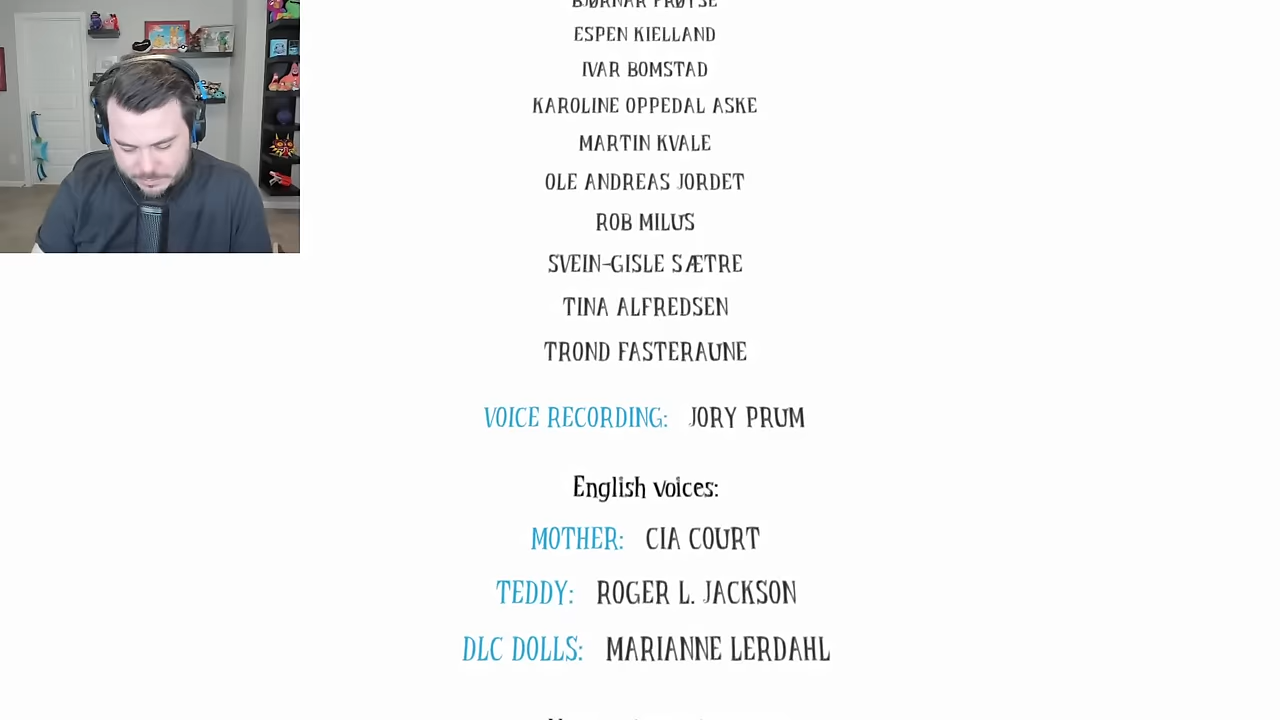 ESPEN KIELLAND
IVAR BOMSTAD
KAROLINE OPPEDAL ASKE
MARTIN KVALE
OLE ANDREAS JORDET
ROB MILUS
SVEIN-GISLE SÆTRE
TINA ALFREDSEN
TROND FASTERAUNE
VOICE RECORDING: JORY PRUM
English voices:
MOTHER: CIA COURT
TEDDY: ROGER L. JACKSON
DLC DOLLS: MARIANNE LERDAHL